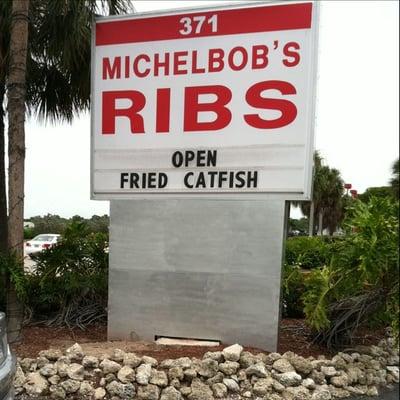 371
MICHELBOB'S
RIBS
OPEN
FRIED CATFISH